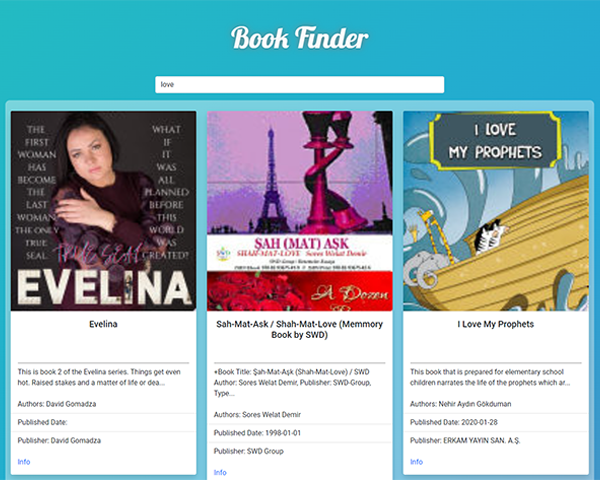 Book Finder
love
THE
FIRST
WOMAN
HAS
BECOME
THE
LAST
WOMAN
THE ONLY
TRUE
SEAL.
WHAT
IF
IT
WAS
ALL
PLANNED
BEFORE
THIS
WORLD
WAS
CREATED?
TRUE SEAL
EVELINA
Evelina
This is book 2 of the Evelina series. Things get even
hot. Raised stakes and a matter of life or dea...
Authors: David Gomadza
Published Date:
Publisher: David Gomadza
Info
ŞAH (MAT) AŞK
SHAH-MAT-LOVE Sores Welat Demir
A Dozen
Sah-Mat-Ask / Shah-Mat-Love (Memmory
Book by SWD)
+Book Title: Şah-Mat-Aşk (Shah-Mat-Love) / SWD
Author: Sores Welat Demir, Publisher: SWD-Group,
Type...
Authors: Sores Welat Demir
Published Date: 1998-01-01
Publisher: SWD Group
Info
I LOVE
MY PROPHETS
I Love My Prophets
This book that is prepared for elementary school
children narrates the life of the prophets which ar...
Authors: Nehir Aydın Gökduman
Published Date: 2020-01-28
Publisher: ERKAM YAYIN SAN. A.Ş.
Info